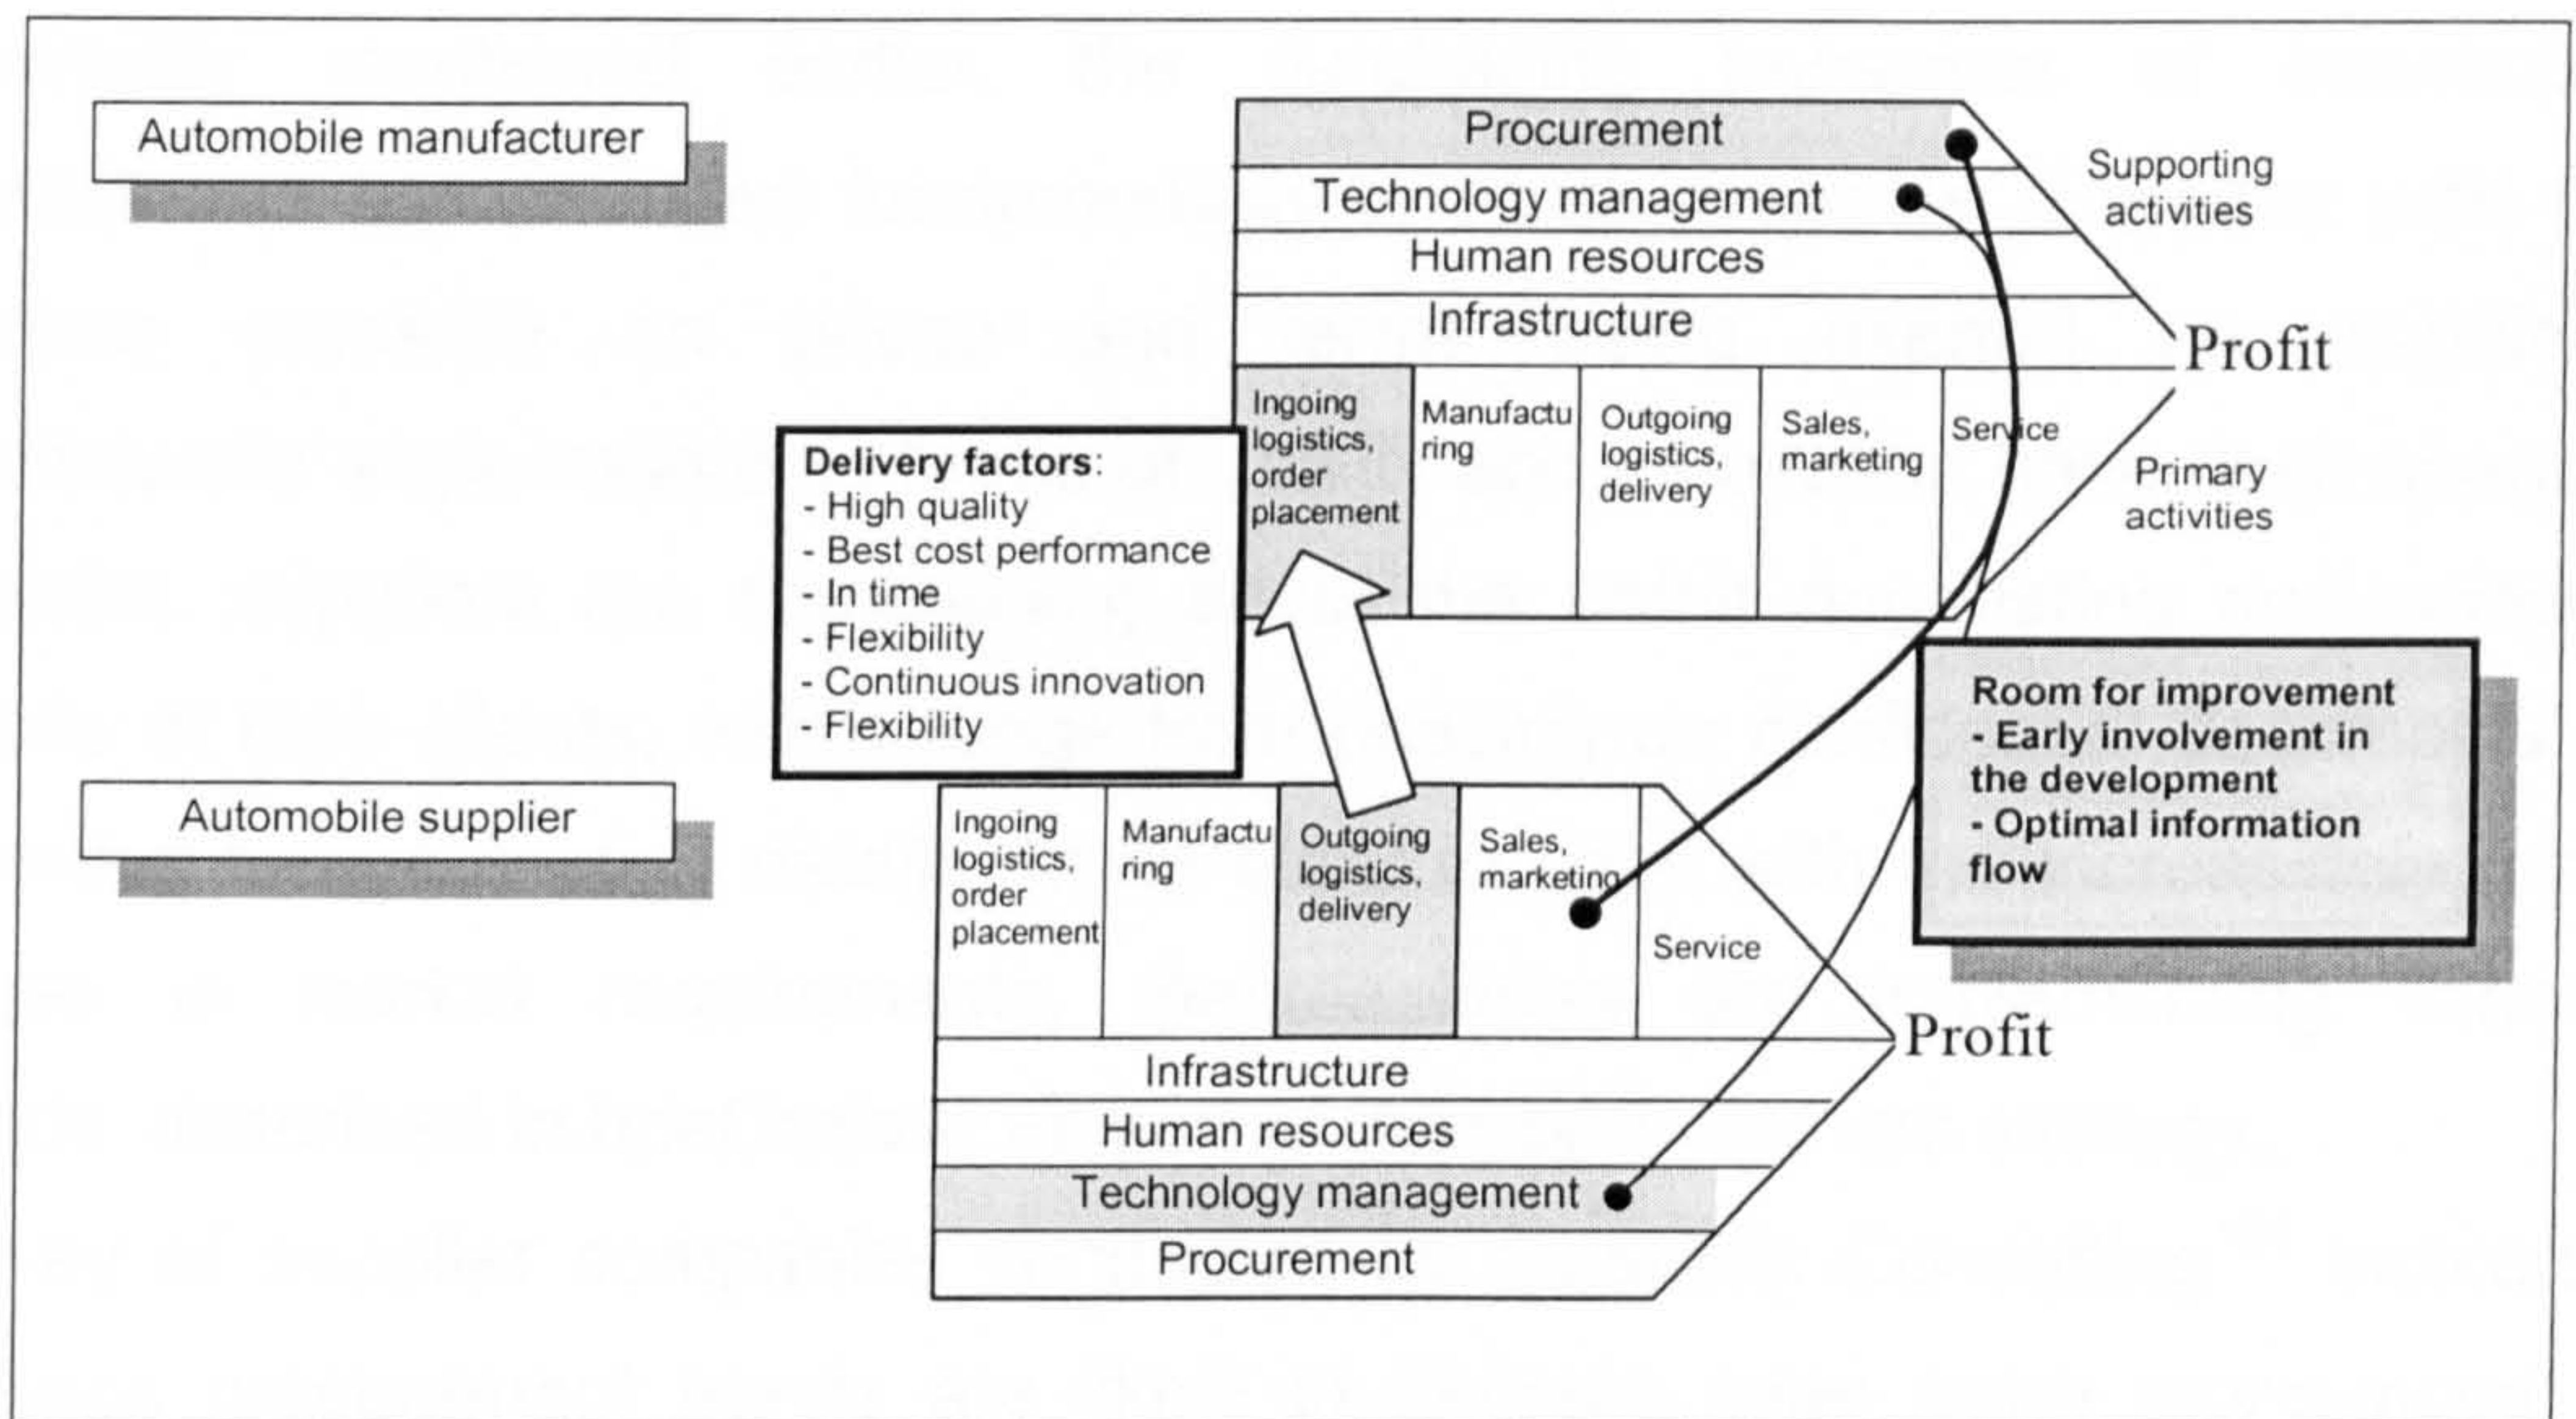 Automobile manufacturer
Procurement
Technology management
Human resources
Infrastructure
Supporting
activities
Profit
Ingoing
logistics,
order
placement
Manufactu
ring
Outgoing
logistics,
delivery
Sales,
marketing
Service
Primary
activities
Delivery factors:
- High quality
- Best cost performance
- In time
- Flexibility
- Continuous innovation
- Flexibility
Room for improvement
- Early involvement in
the development
- Optimal information
flow
Automobile supplier
Ingoing
logistics,
order
placement
Manufactu
ring
Outgoing
logistics,
delivery
Sales,
marketing
Service
Profit
Infrastructure
Human resources
Technology management
Procurement